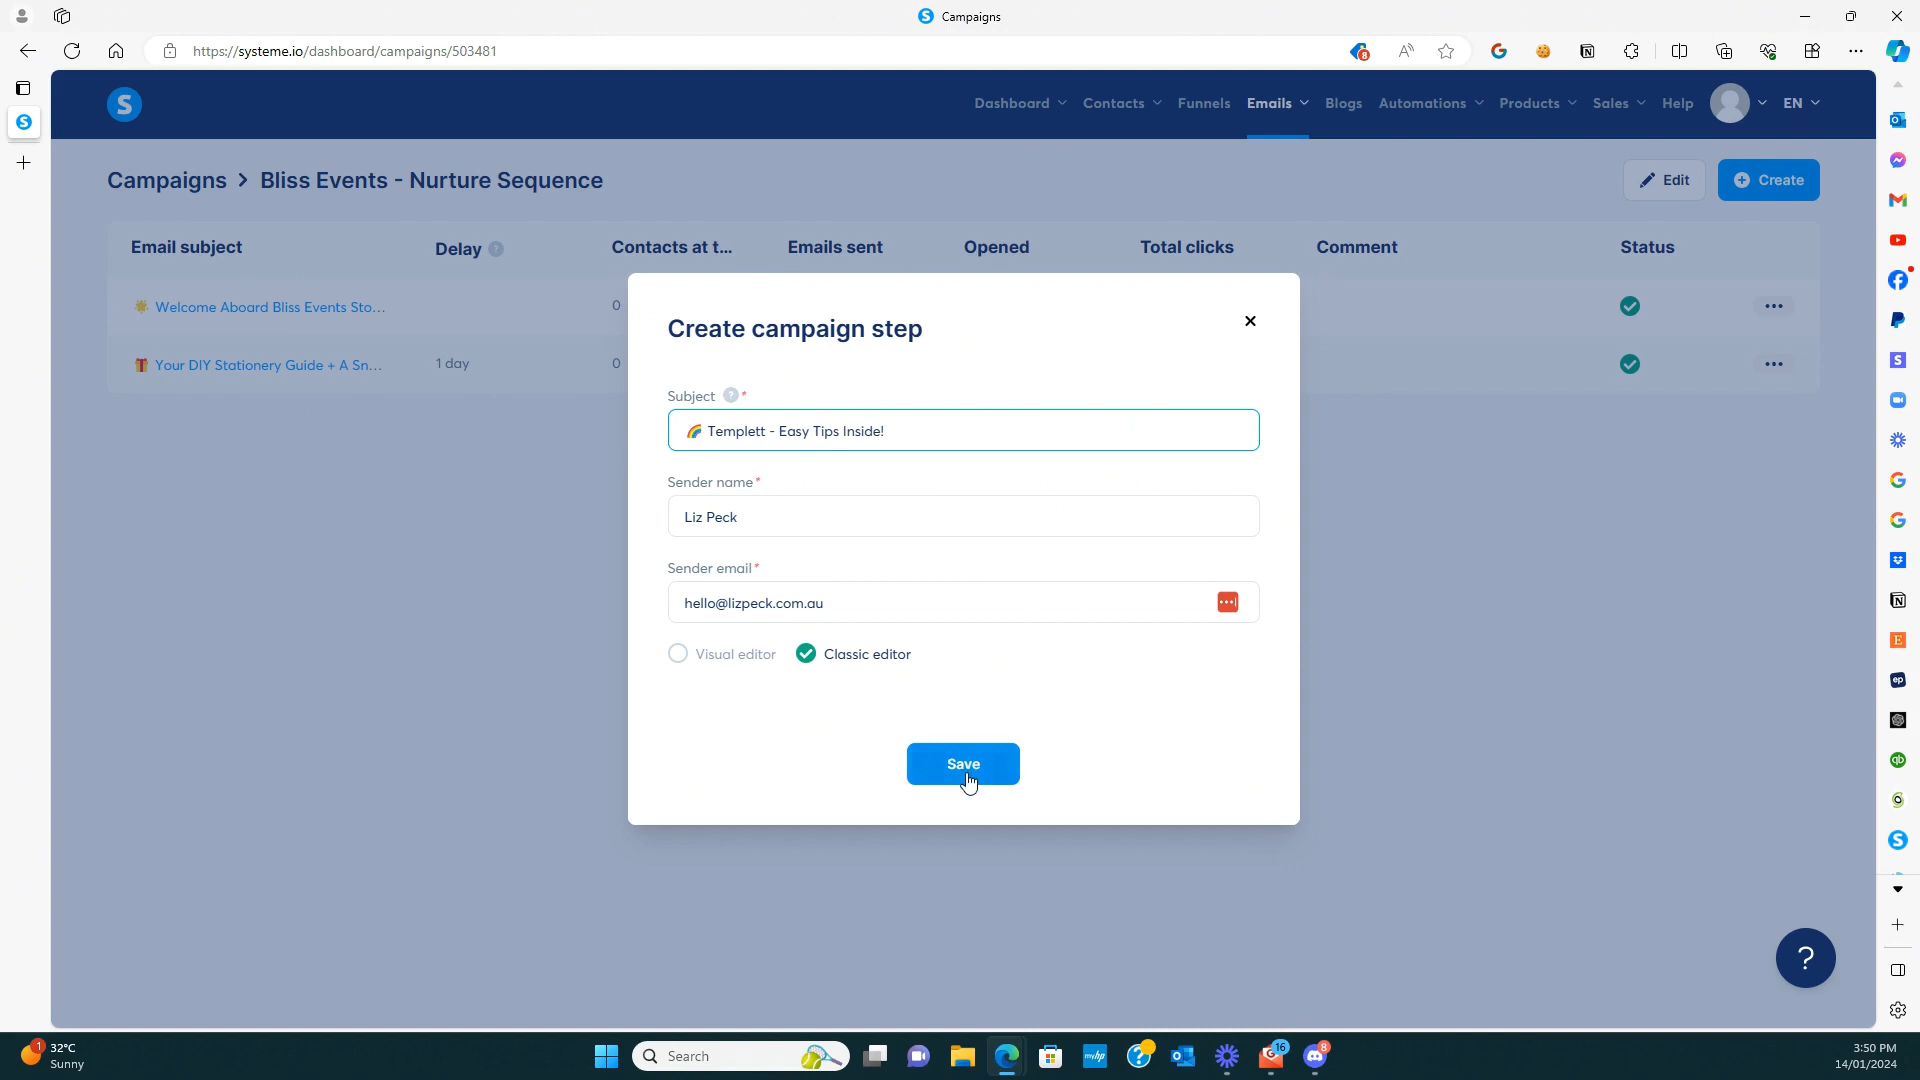 Campaigns
https://systeme.io/dashboard/campaigns/503481
S
Dashboard
Contacts
Funnels
Emails
Blogs
Automations
Products
Sales
Help
EN
Campaigns > Bliss Events - Nurture Sequence
Edit
Create
Email subject
Delay ?
Contacts at t...
Emails sent
Opened
Total clicks
Comment
Status
Welcome Aboard Bliss Events Sto...
0
Your DIY Stationery Guide + A Sn...
1 day
0
Create campaign step
Subject ? *
🌈 Templett - Easy Tips Inside!
Sender name *
Liz Peck
Sender email *
hello@lizpeck.com.au
Visual editor
Classic editor
Save
?
1
32°C
Sunny
Search
myhp
16
8
3:50 PM
14/01/2024